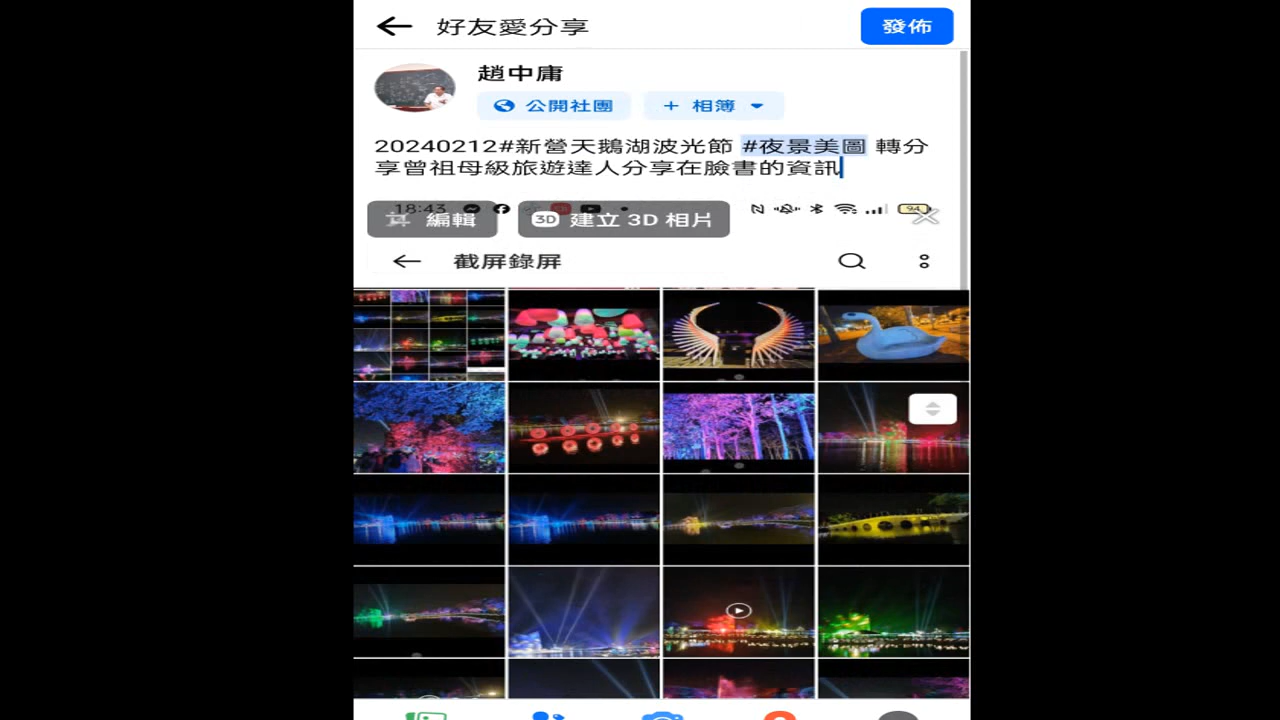 好友愛分享
發佈
趙中庸
公開社團
+ 相簿
20240212#新營天鵝湖波光節 #夜景美圖 轉分
享曾祖母級旅遊達人分享在臉書的資訊
18:43
94
編輯
3D 建立 3D 相片
截屏錄屏